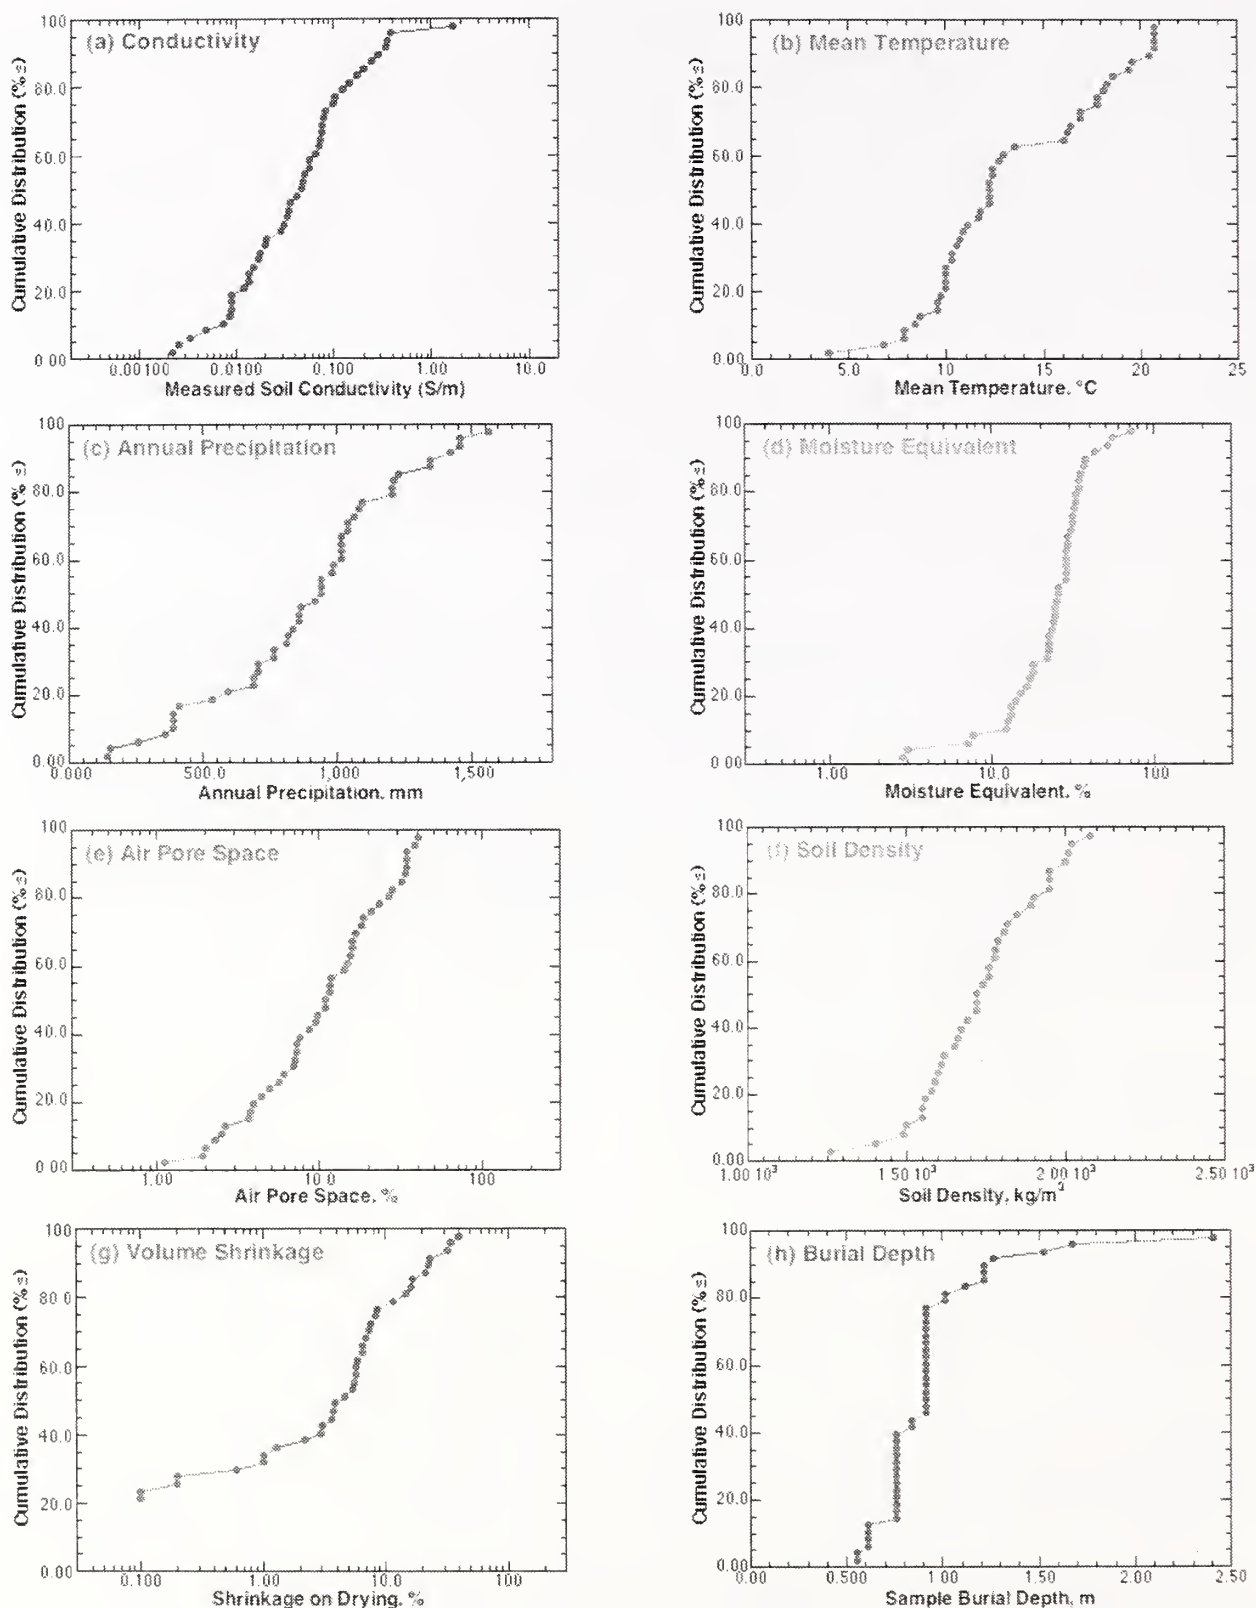 (a) Conductivity
Cumulative Distribution (% ≤)
100
80.0
60.0
40.0
20.0
0.00
0.00100 0.0100 0.100 1.00 10.0
Measured Soil Conductivity (S/m)
(b) Mean Temperature
Cumulative Distribution (% ≤)
100
80.0
60.0
40.0
20.0
0.00
0.0 5.0 10 15 20 25
Mean Temperature. °C
(c) Annual Precipitation
Cumulative Distribution (% ≤)
100
80.0
60.0
40.0
20.0
0.00
0.000 500.0 1,000 1,500
Annual Precipitation. mm
(d) Moisture Equivalent
Cumulative Distribution (% ≤)
100
80.0
60.0
40.0
20.0
0.00
1.00 10.0 100
Moisture Equivalent. %
(e) Air Pore Space
Cumulative Distribution (% ≤)
100
80.0
60.0
40.0
20.0
0.00
1.00 10.0 100
Air Pore Space. %
(f) Soil Density
Cumulative Distribution (% ≤)
100
80.0
60.0
40.0
20.0
0.00
1.00 10³ 1.50 10³ 2.00 10³ 2.50 10³
Soil Density, kg/m³
(g) Volume Shrinkage
Cumulative Distribution (% ≤)
100
80.0
60.0
40.0
20.0
0.00
0.100 1.00 10.0 100
Shrinkage on Drying. %
(h) Burial Depth
Cumulative Distribution (% ≤)
100
80.0
60.0
40.0
20.0
0.00
0.00 0.500 1.00 1.50 2.00 2.50
Sample Burial Depth, m